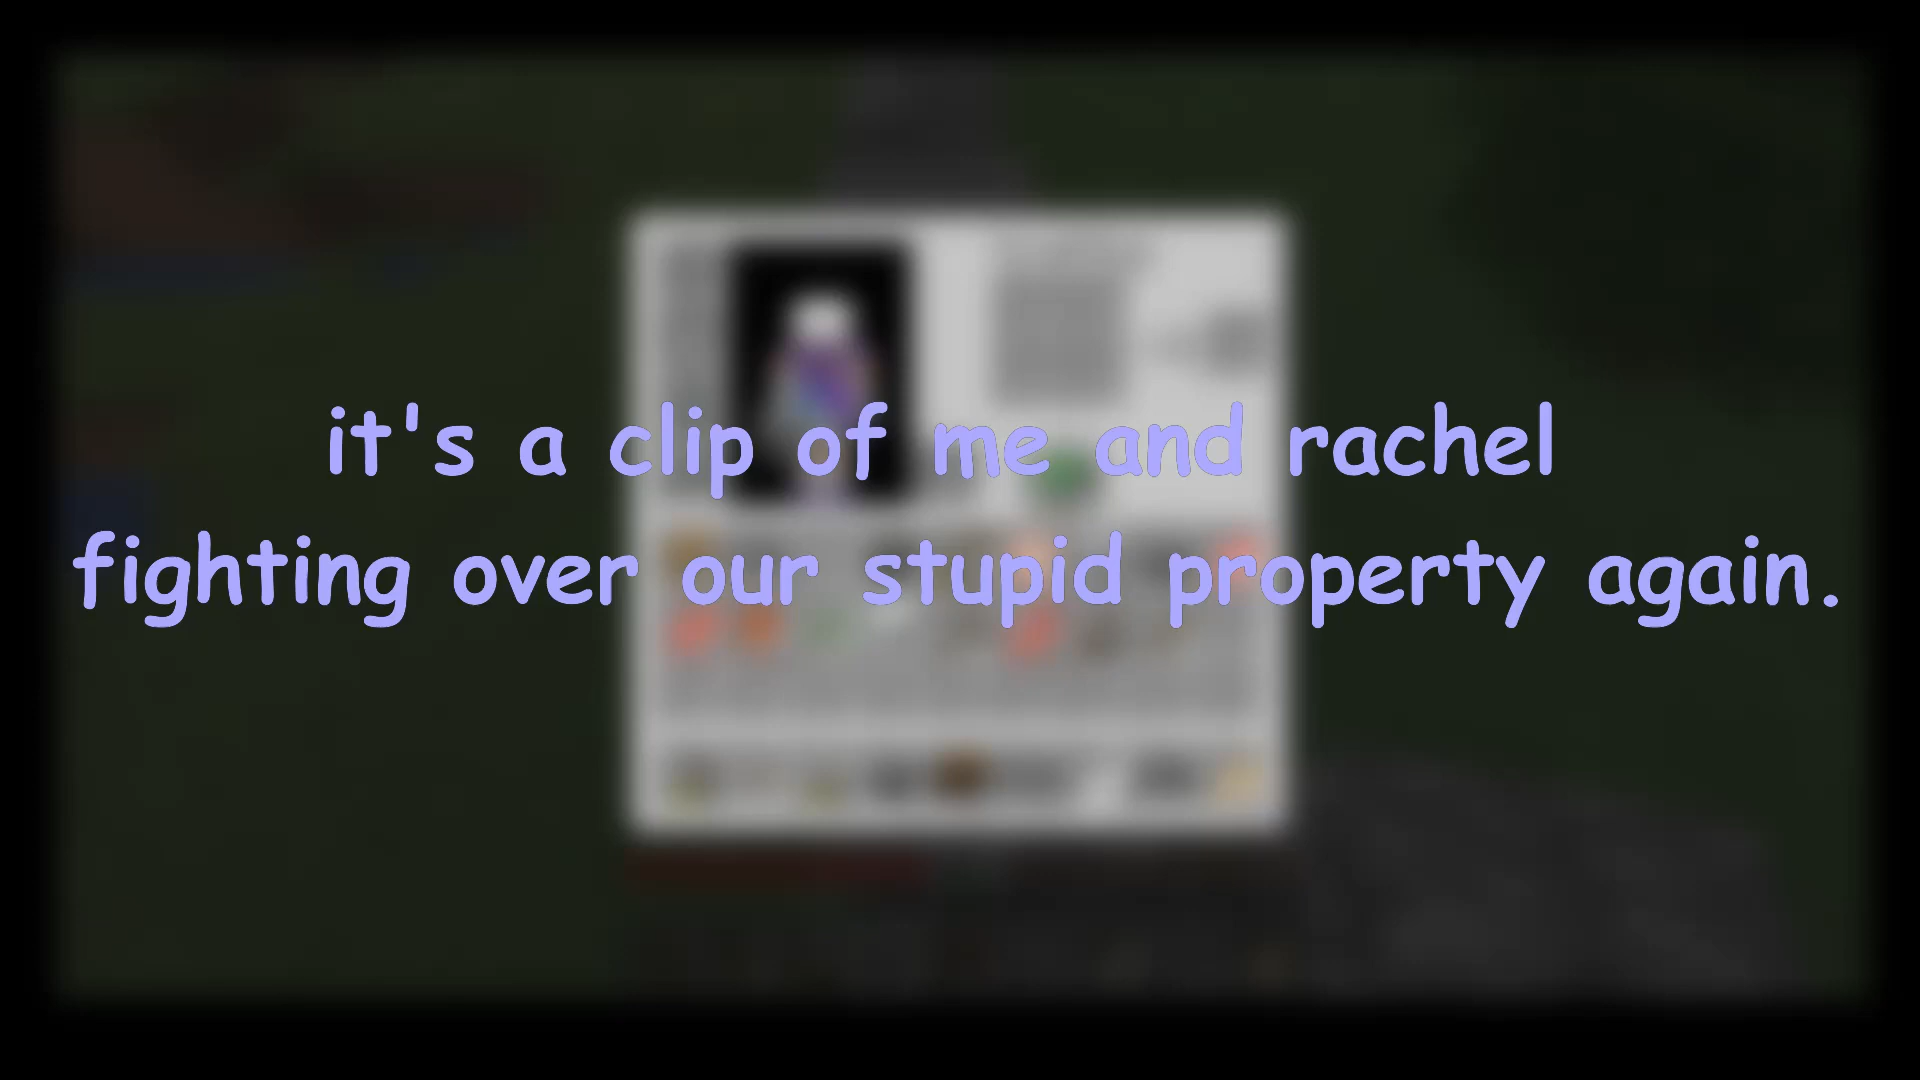 it's a clip of me and rachel
fighting over our stupid property again.